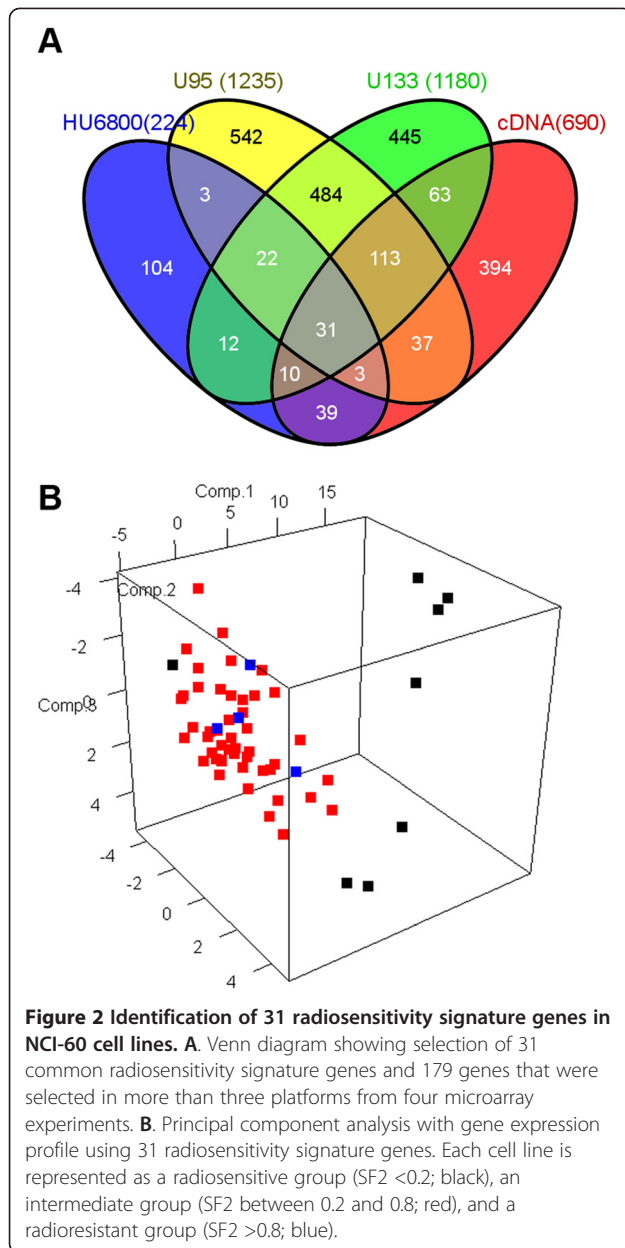 A
U95 (1235) U133 (1180)
HU6800(224) cDNA(690)
542 445
3 484 63
104 22 113 394
31
12 37
10 3
39
B
Comp.1
-5 0 5 10 15
Comp.2
-4
-2
0
Comp.3
2
4
-4
-2
0
2
4
Figure 2 Identification of 31 radiosensitivity signature genes in
NCI-60 cell lines. A. Venn diagram showing selection of 31
common radiosensitivity signature genes and 179 genes that were
selected in more than three platforms from four microarray
experiments. B. Principal component analysis with gene expression
profile using 31 radiosensitivity signature genes. Each cell line is
represented as a radiosensitive group (SF2 <0.2; black), an
intermediate group (SF2 between 0.2 and 0.8; red), and a
radioresistant group (SF2 >0.8; blue).